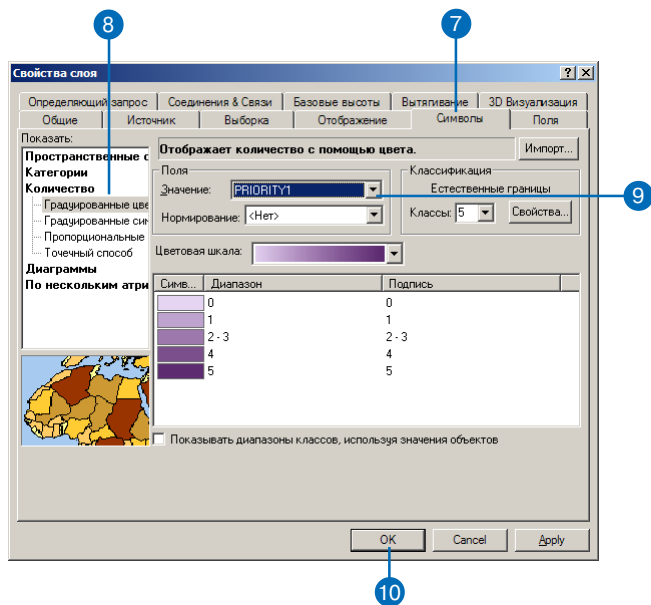 8
7
Свойства слоя
Определяющий запрос
Соединения & Связи
Базовые высоты
Вытягивание
3D Визуализация
Общие
Источник
Выборка
Отображение
Символы
Поля
Показать:
Пространственные с
Категории
Количество
Градуированные цве
Градуированные сим
Пропорциональные
Точечный способ
Диаграммы
По нескольким атри
Отображает количество с помощью цвета.
Импорт...
Поля
Значение: PRIORITY1
Нормирование: <Нет>
Классификация
Естественные границы
Классы: 5
Свойства...
9
Цветовая шкала:
Симв... Диапазон Подпись
0 0
1 1
2 - 3 2 - 3
4 4
5 5
Показывать диапазоны классов, используя значения объектов
OK
Cancel
Apply
10